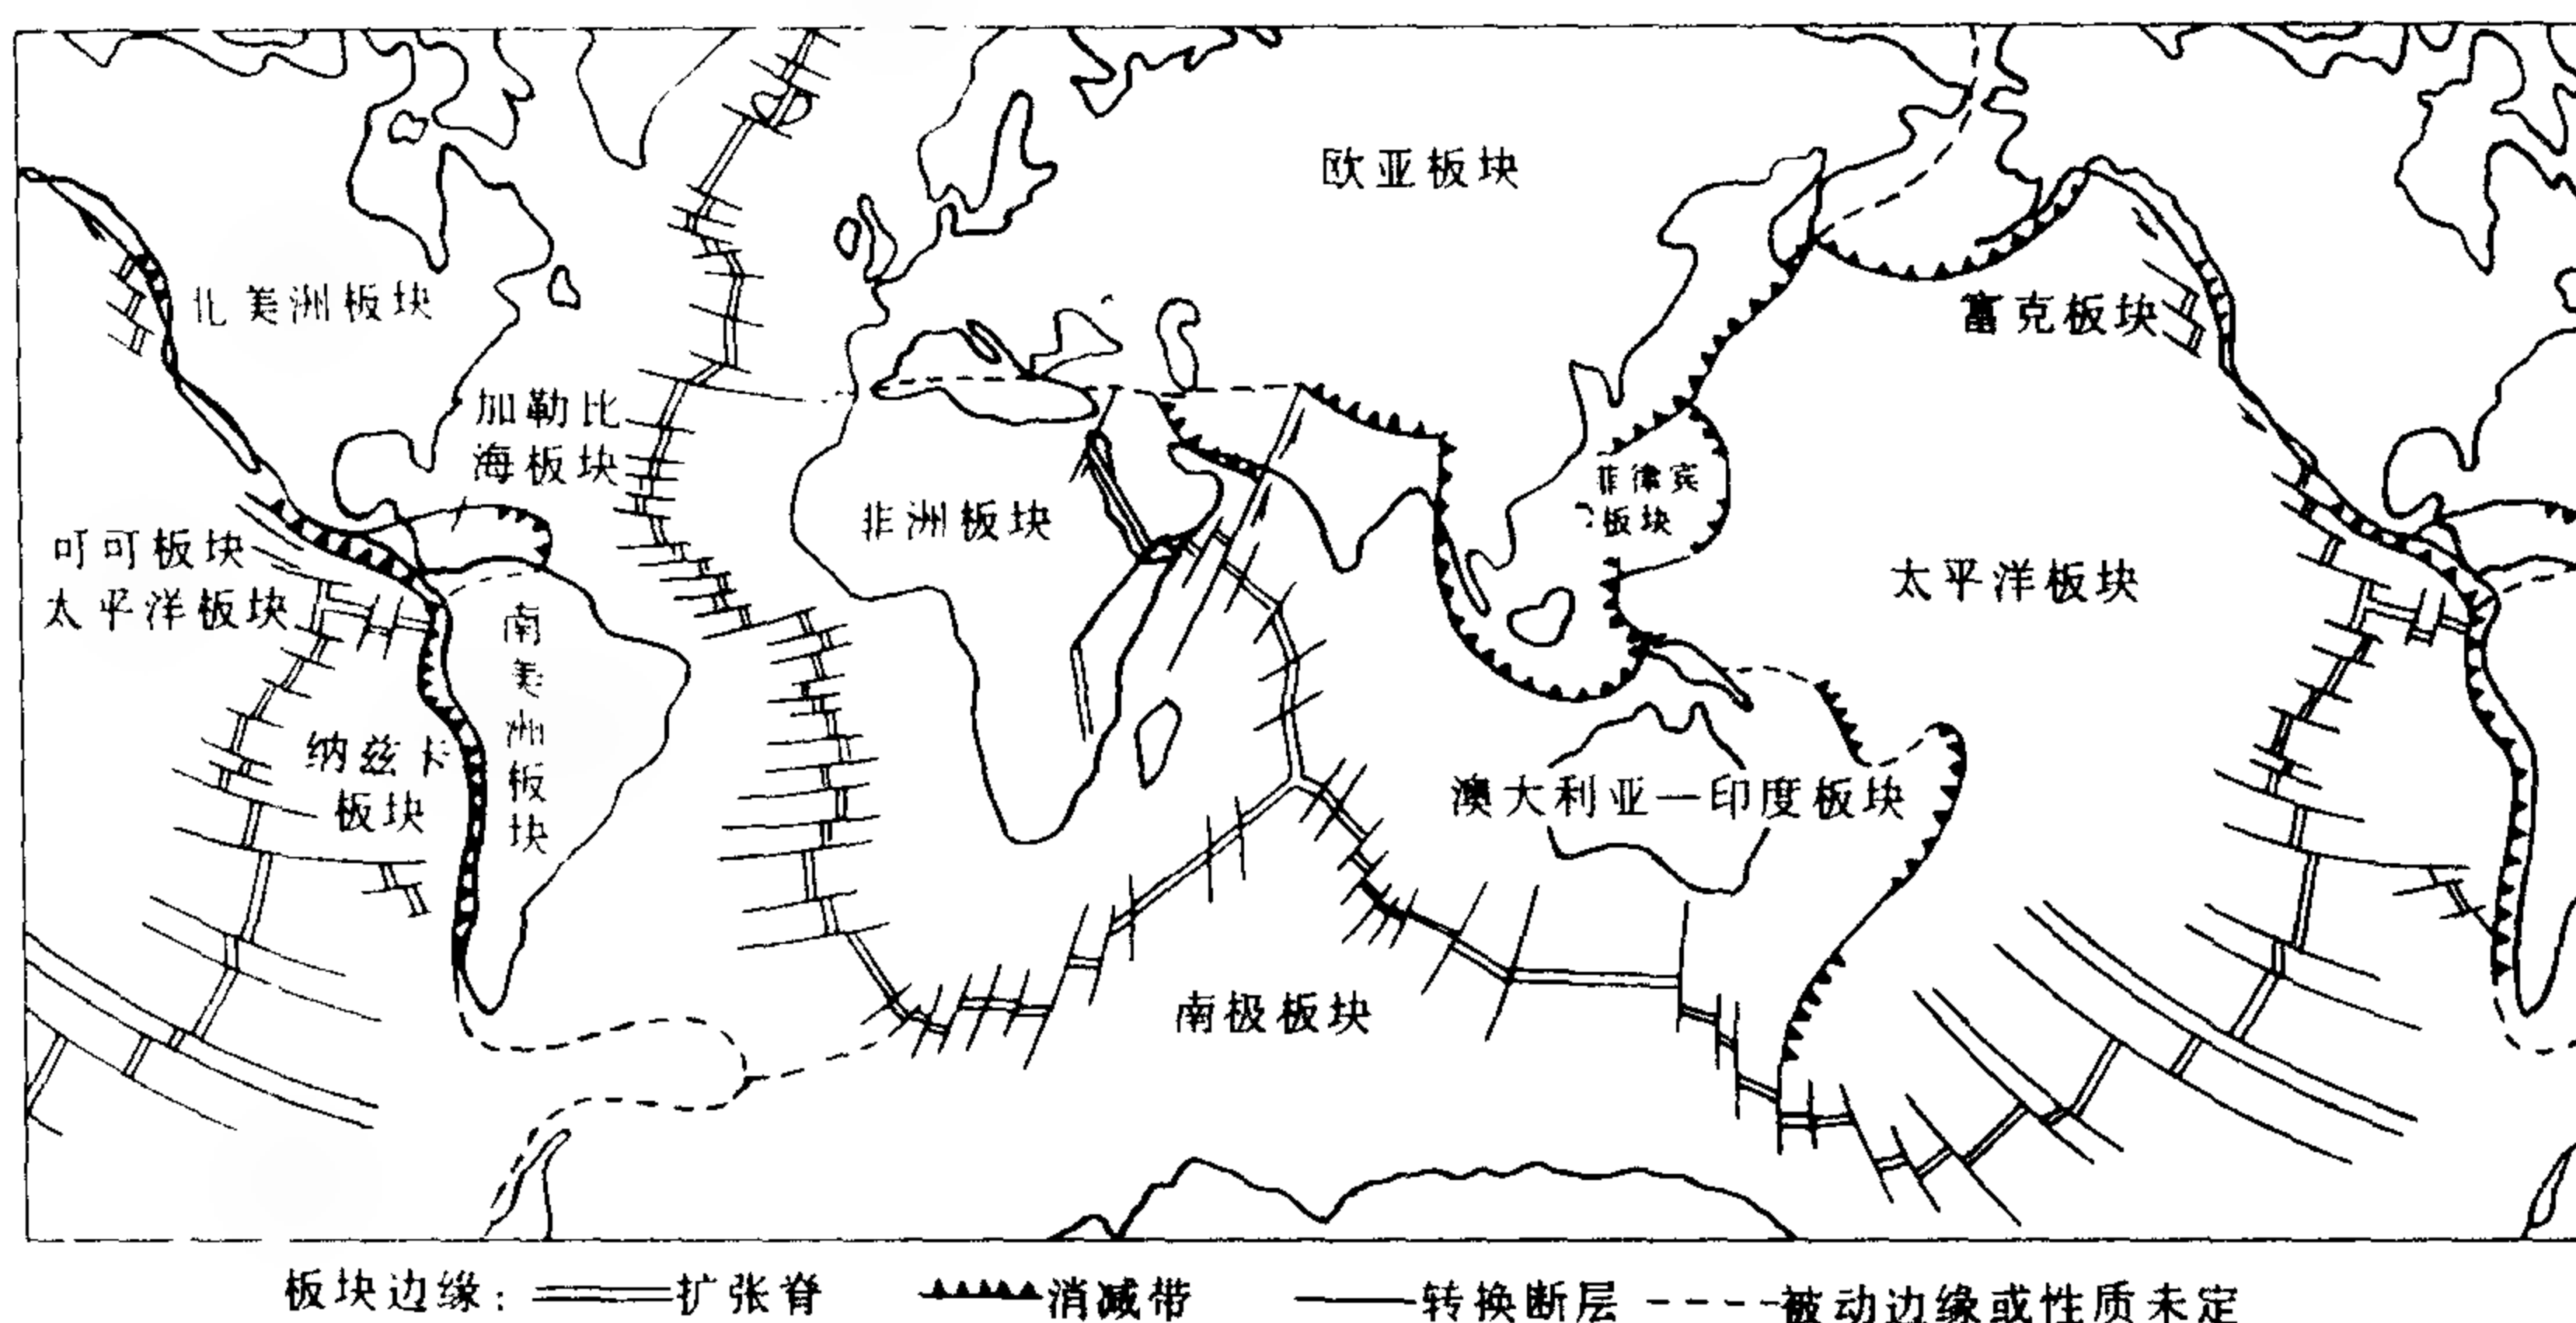 欧亚板块
北美洲板块
富克板块
加勒比
海板块
菲律宾
板块
非洲板块
叮可板块
太平洋板块
太平洋板块
南美洲板块
纳兹卡
板块
澳大利亚—印度板块
南极板块
板块边缘: 扩张脊 消减带 转换断层 被动边缘或性质未定